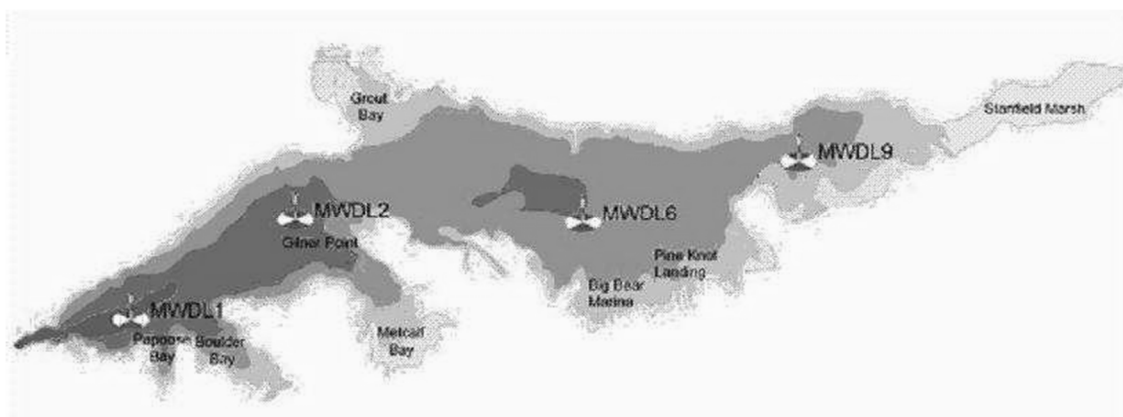 Grout
Bay
Stanfield Marsh
MWDL9
MWDL2
MWDL6
Gilner Point
Pine Knot
Landing
Big Bear
Marina
MWDL1
Papoose
Bay
Boulder
Bay
Metcalf
Bay